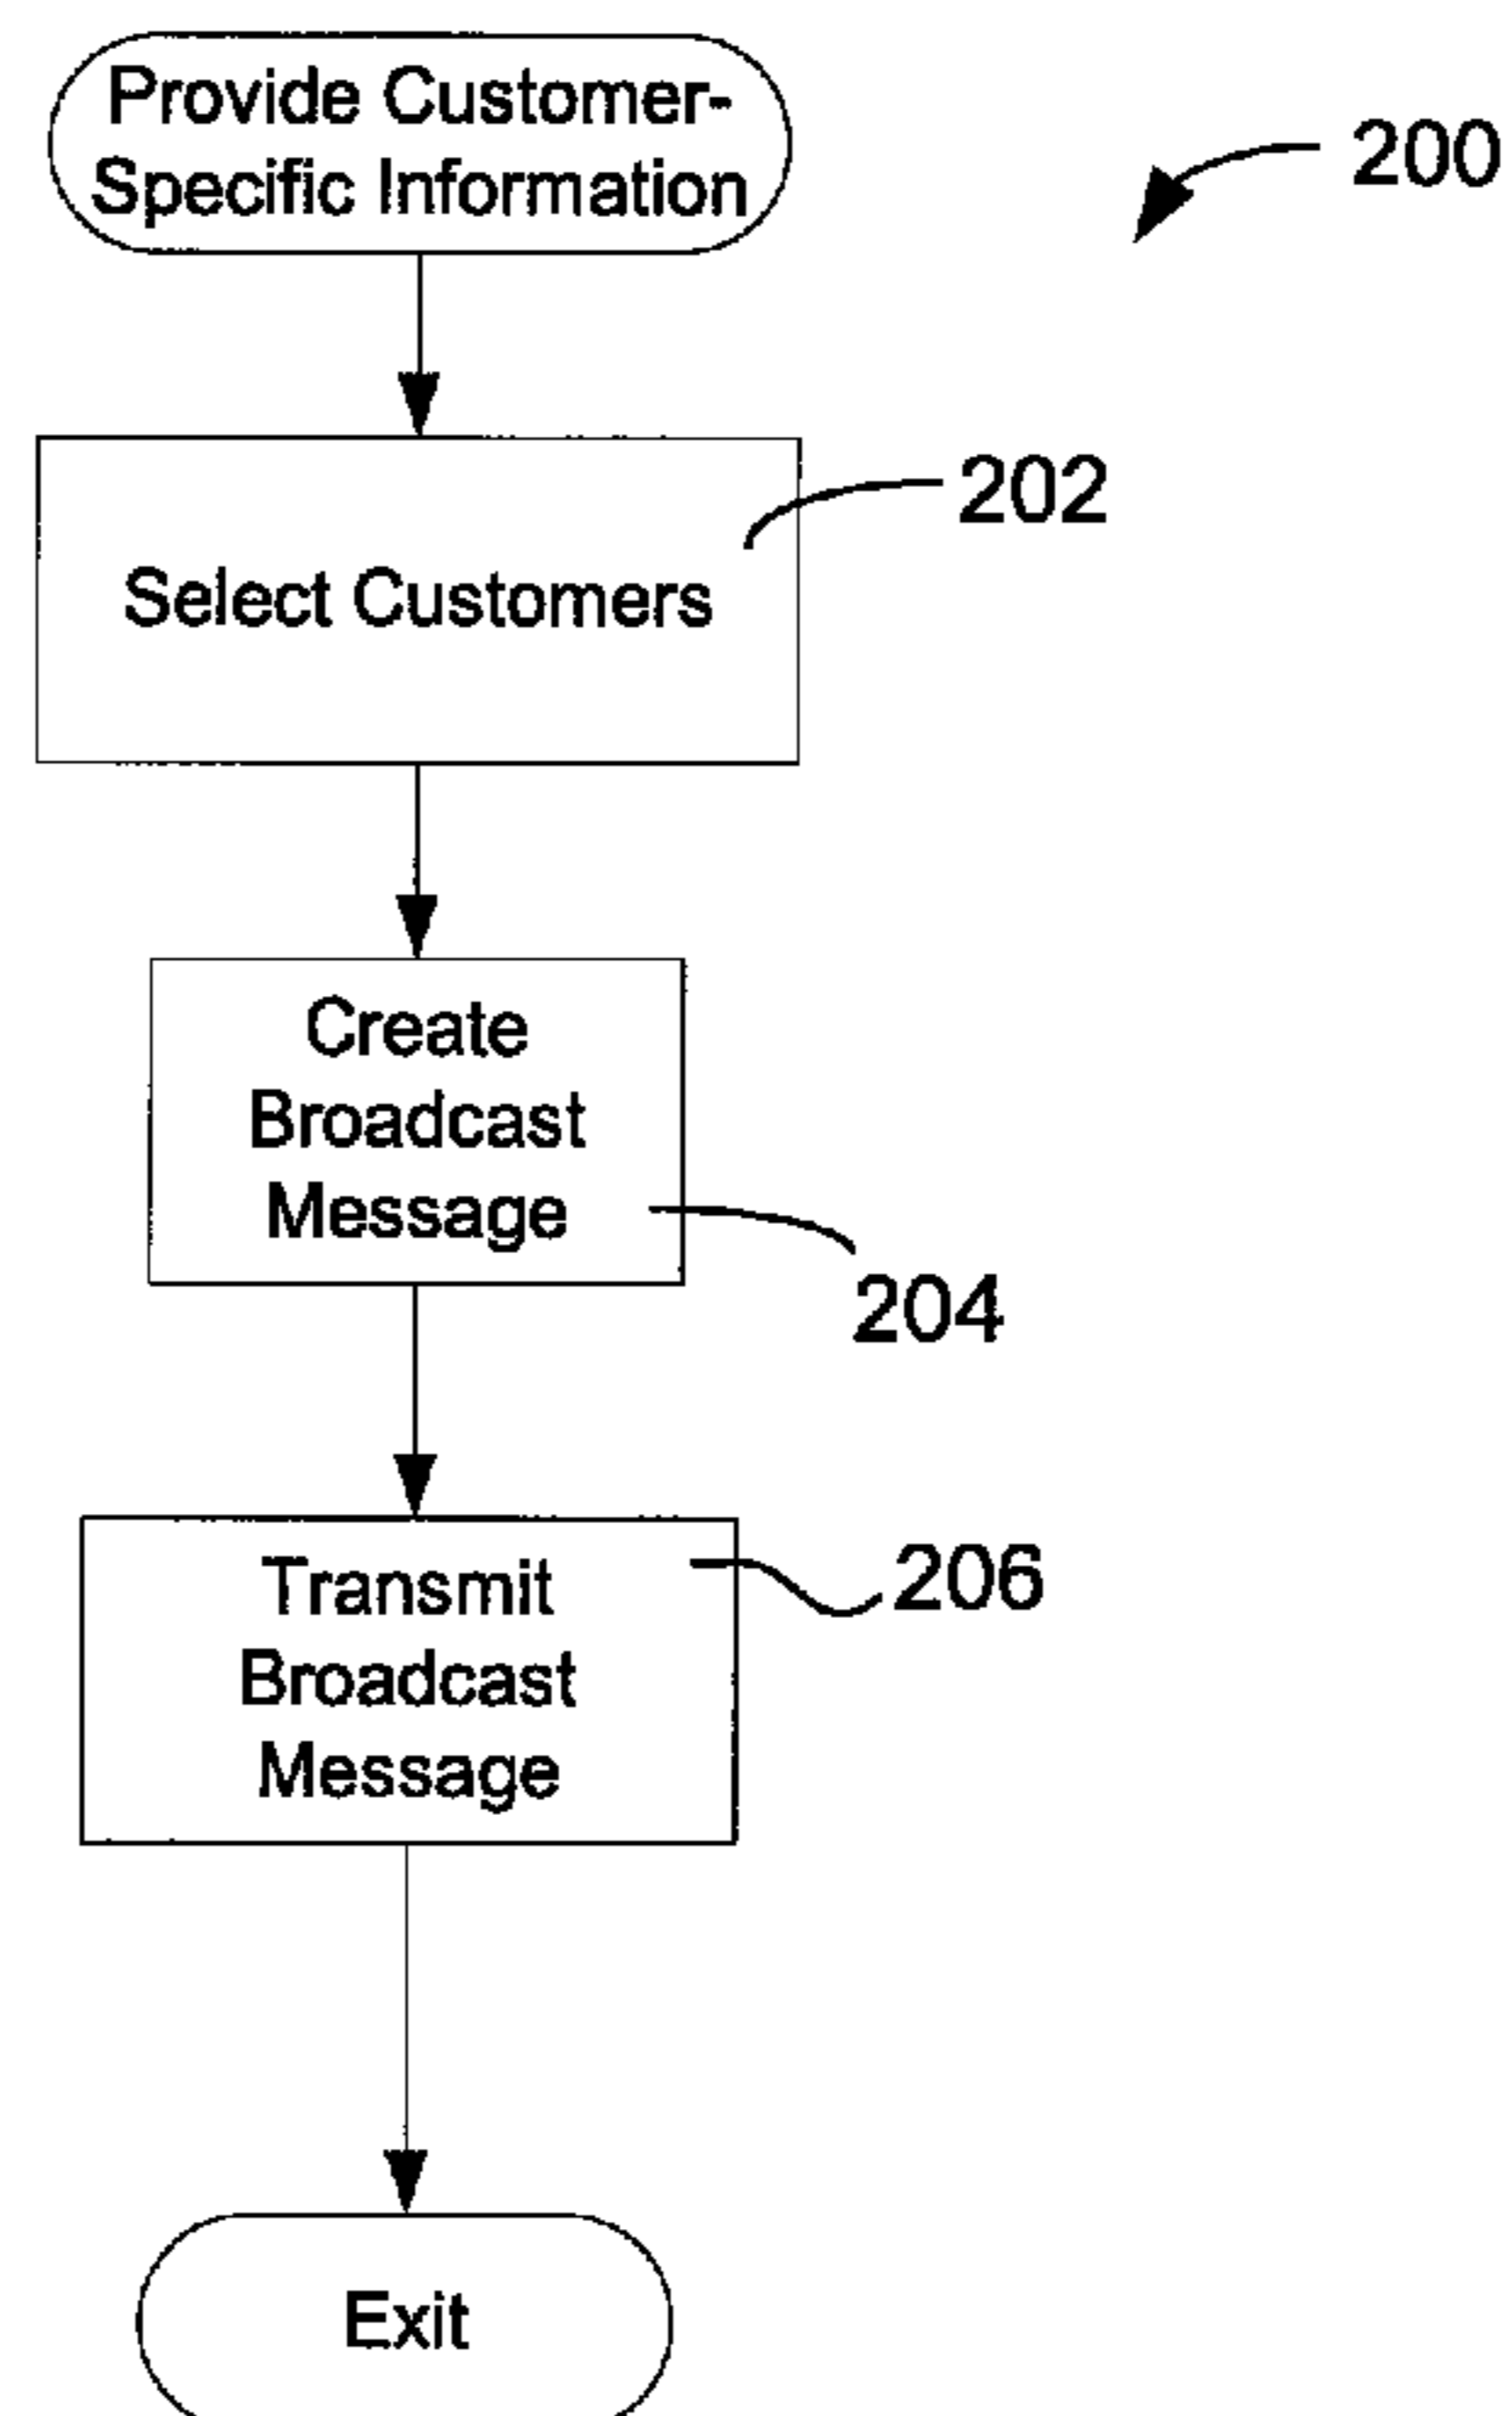 Provide Customer-
Specific Information
200
202
Select Customers
Create
Broadcast
Message
204
Transmit
206
Broadcast
Message
Exit